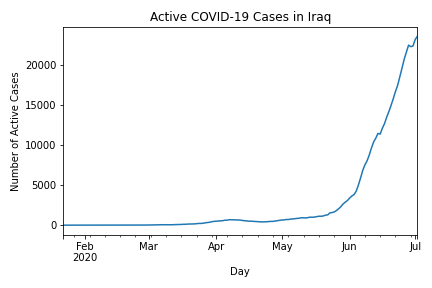 Active COVID-19 Cases in Iraq
Number of Active Cases
20000
15000
10000
5000
0
Feb
2020
Mar
Apr
May
Jun
Jul
Day